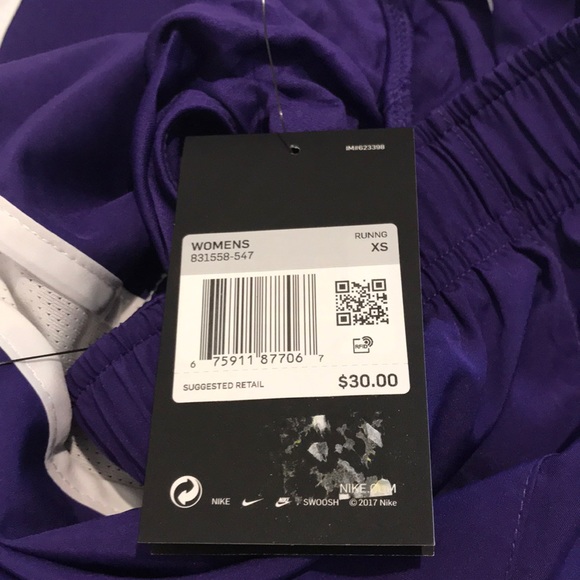 IM#623398
WOMENS
831558-547
RUNNG
XS
6 75911 87706 7
RFID
SUGGESTED RETAIL
$30.00
NIKE.COM
NIKE SWOOSH © 2017 Nike